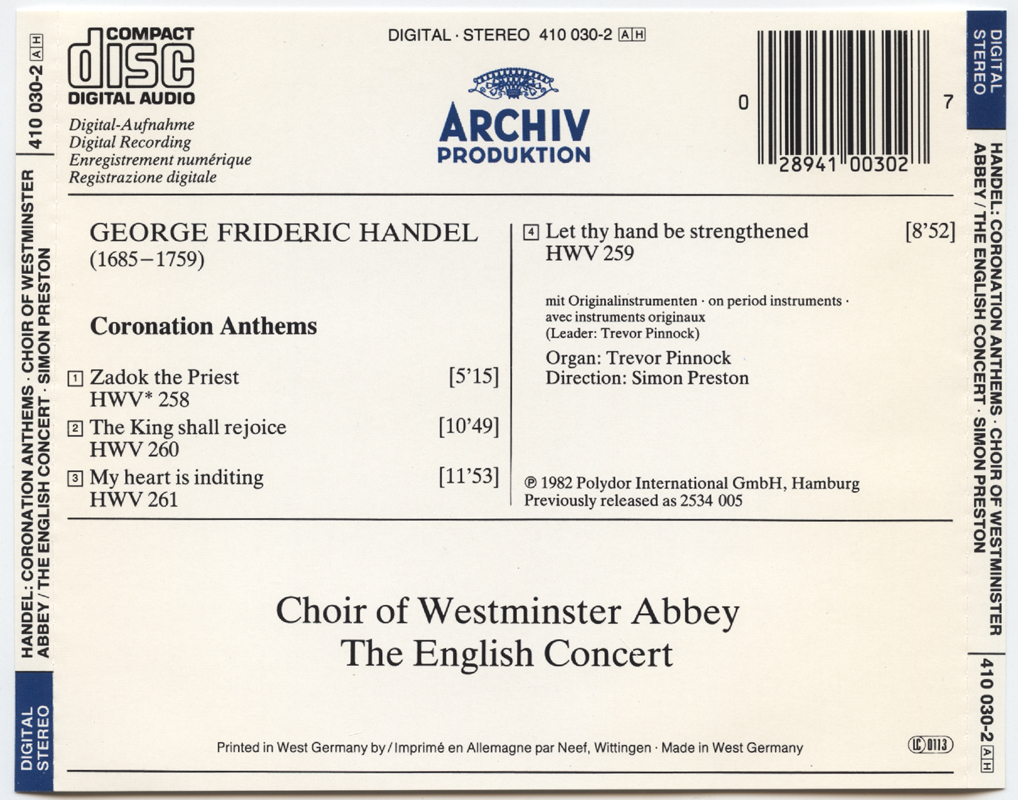 COMPACT
disc
DIGITAL AUDIO
Digital-Aufnahme
Digital Recording
Enregistrement numérique
Registrazione digitale
DIGITAL · STEREO 410 030-2 AH
ARCHIV
PRODUKTION
0 28941 00302 7
GEORGE FRIDERIC HANDEL
(1685–1759)
Coronation Anthems
1 Zadok the Priest [5’15]
HWV* 258
2 The King shall rejoice [10’49]
HWV 260
3 My heart is inditing [11’53]
HWV 261
4 Let thy hand be strengthened [8’52]
HWV 259
mit Originalinstrumenten · on period instruments ·
avec instruments originaux
(Leader: Trevor Pinnock)
Organ: Trevor Pinnock
Direction: Simon Preston
℗ 1982 Polydor International GmbH, Hamburg
Previously released as 2534 005
Choir of Westminster Abbey
The English Concert
Printed in West Germany by / Imprimé en Allemagne par Neef, Wittingen · Made in West Germany
LC 0113
DIGITAL
STEREO
HANDEL: CORONATION ANTHEMS · CHOIR OF WESTMINSTER
ABBEY / THE ENGLISH CONCERT · SIMON PRESTON
410 030-2 AH
DIGITAL
STEREO
HANDEL: CORONATION ANTHEMS · CHOIR OF WESTMINISTER
ABBEY / THE ENGLISH CONCERT · SIMON PRESTON
410 030-2 AH